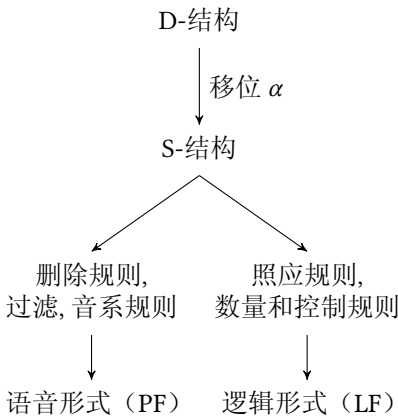 D-结构
移位 α
S-结构
删除规则,
过滤, 音系规则
照应规则,
数量和控制规则
语音形式（PF）
逻辑形式（LF）